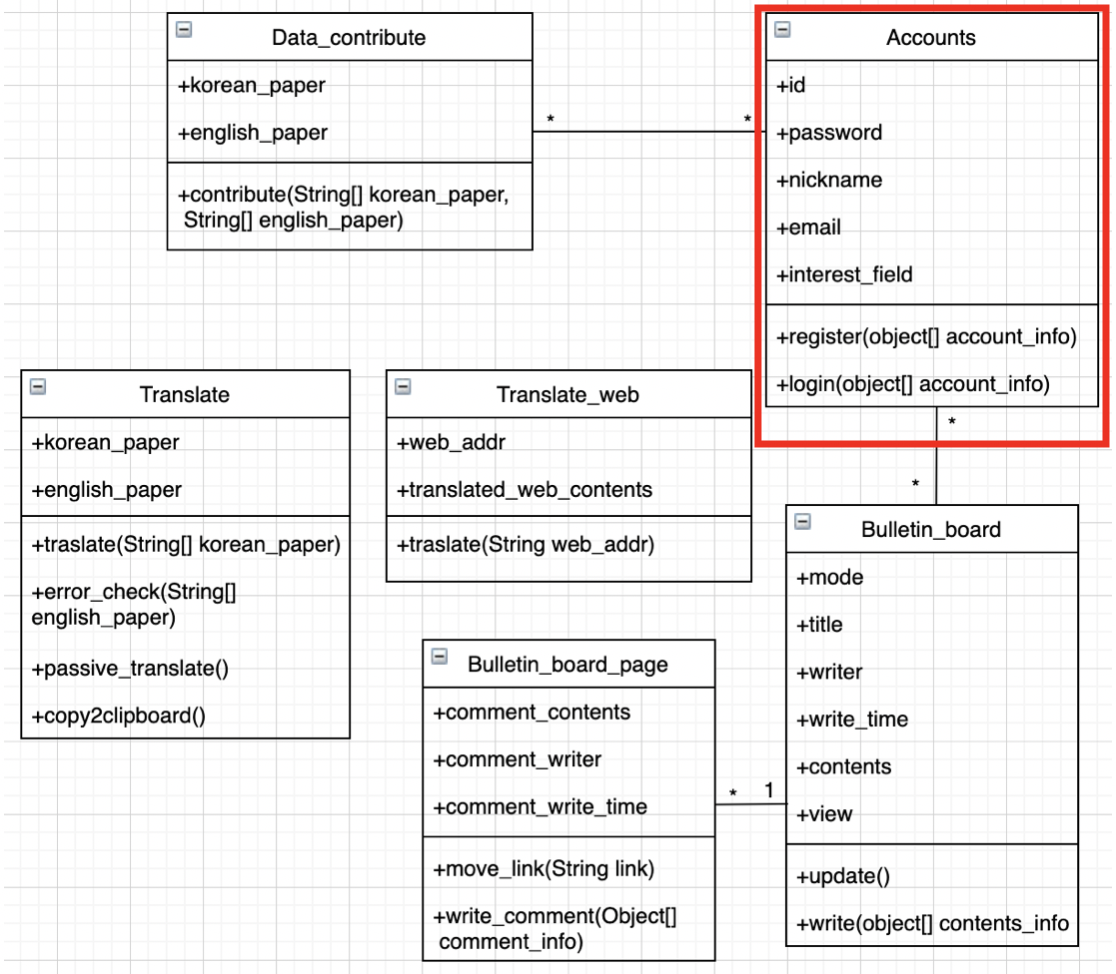 Data_contribute
+korean_paper
+english_paper
+contribute(String[] korean_paper,
String[] english_paper)
*
*
Accounts
+id
+password
+nickname
+email
+interest_field
+register(object[] account_info)
+login(object[] account_info)
*
*
Translate
+korean_paper
+english_paper
+traslate(String[] korean_paper)
+error_check(String[]
english_paper)
+passive_translate()
+copy2clipboard()
Translate_web
+web_addr
+translated_web_contents
+traslate(String web_addr)
Bulletin_board_page
+comment_contents
+comment_writer
+comment_write_time
+move_link(String link)
+write_comment(Object[]
comment_info)
*
1
Bulletin_board
+mode
+title
+writer
+write_time
+contents
+view
+update()
+write(object[] contents_info